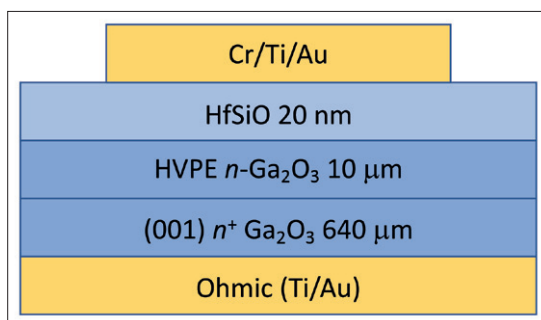 Cr/Ti/Au
HfSiO 20 nm
HVPE n-Ga₂O₃ 10 μm
(001) n⁺ Ga₂O₃ 640 μm
Ohmic (Ti/Au)